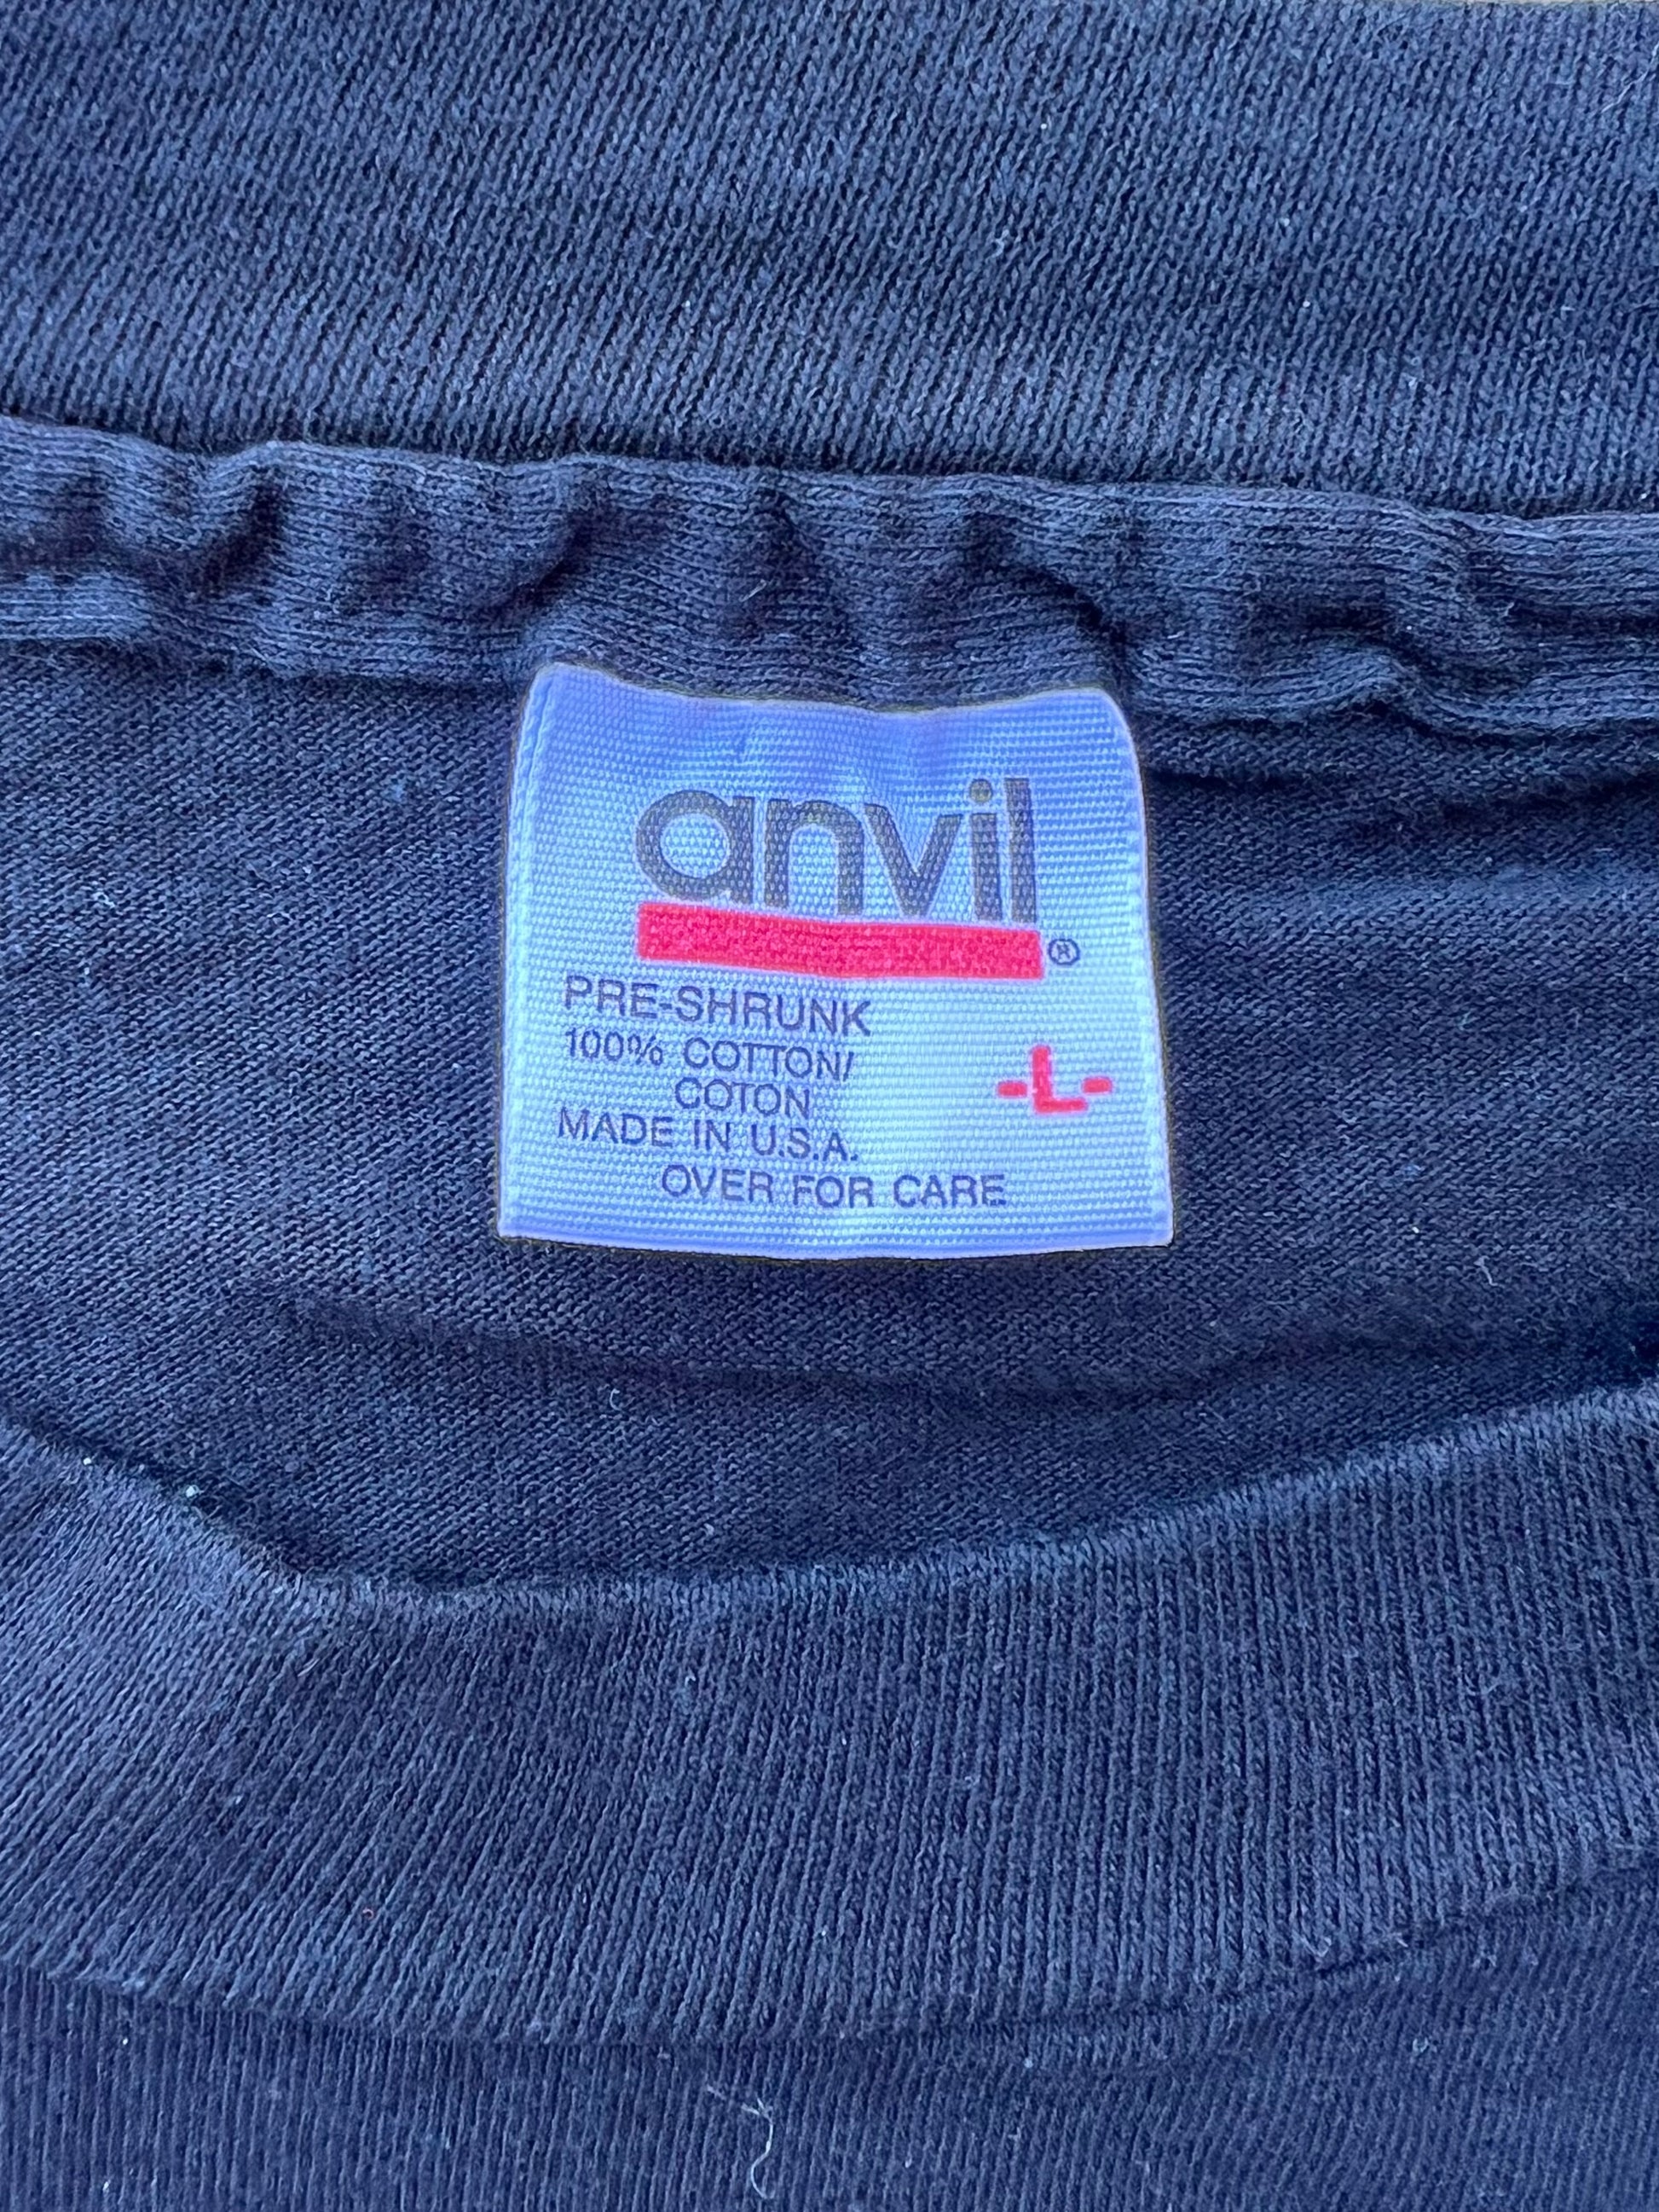 anvil®
PRE-SHRUNK
100% COTTON/
COTON
-L-
MADE IN U.S.A.
OVER FOR CARE